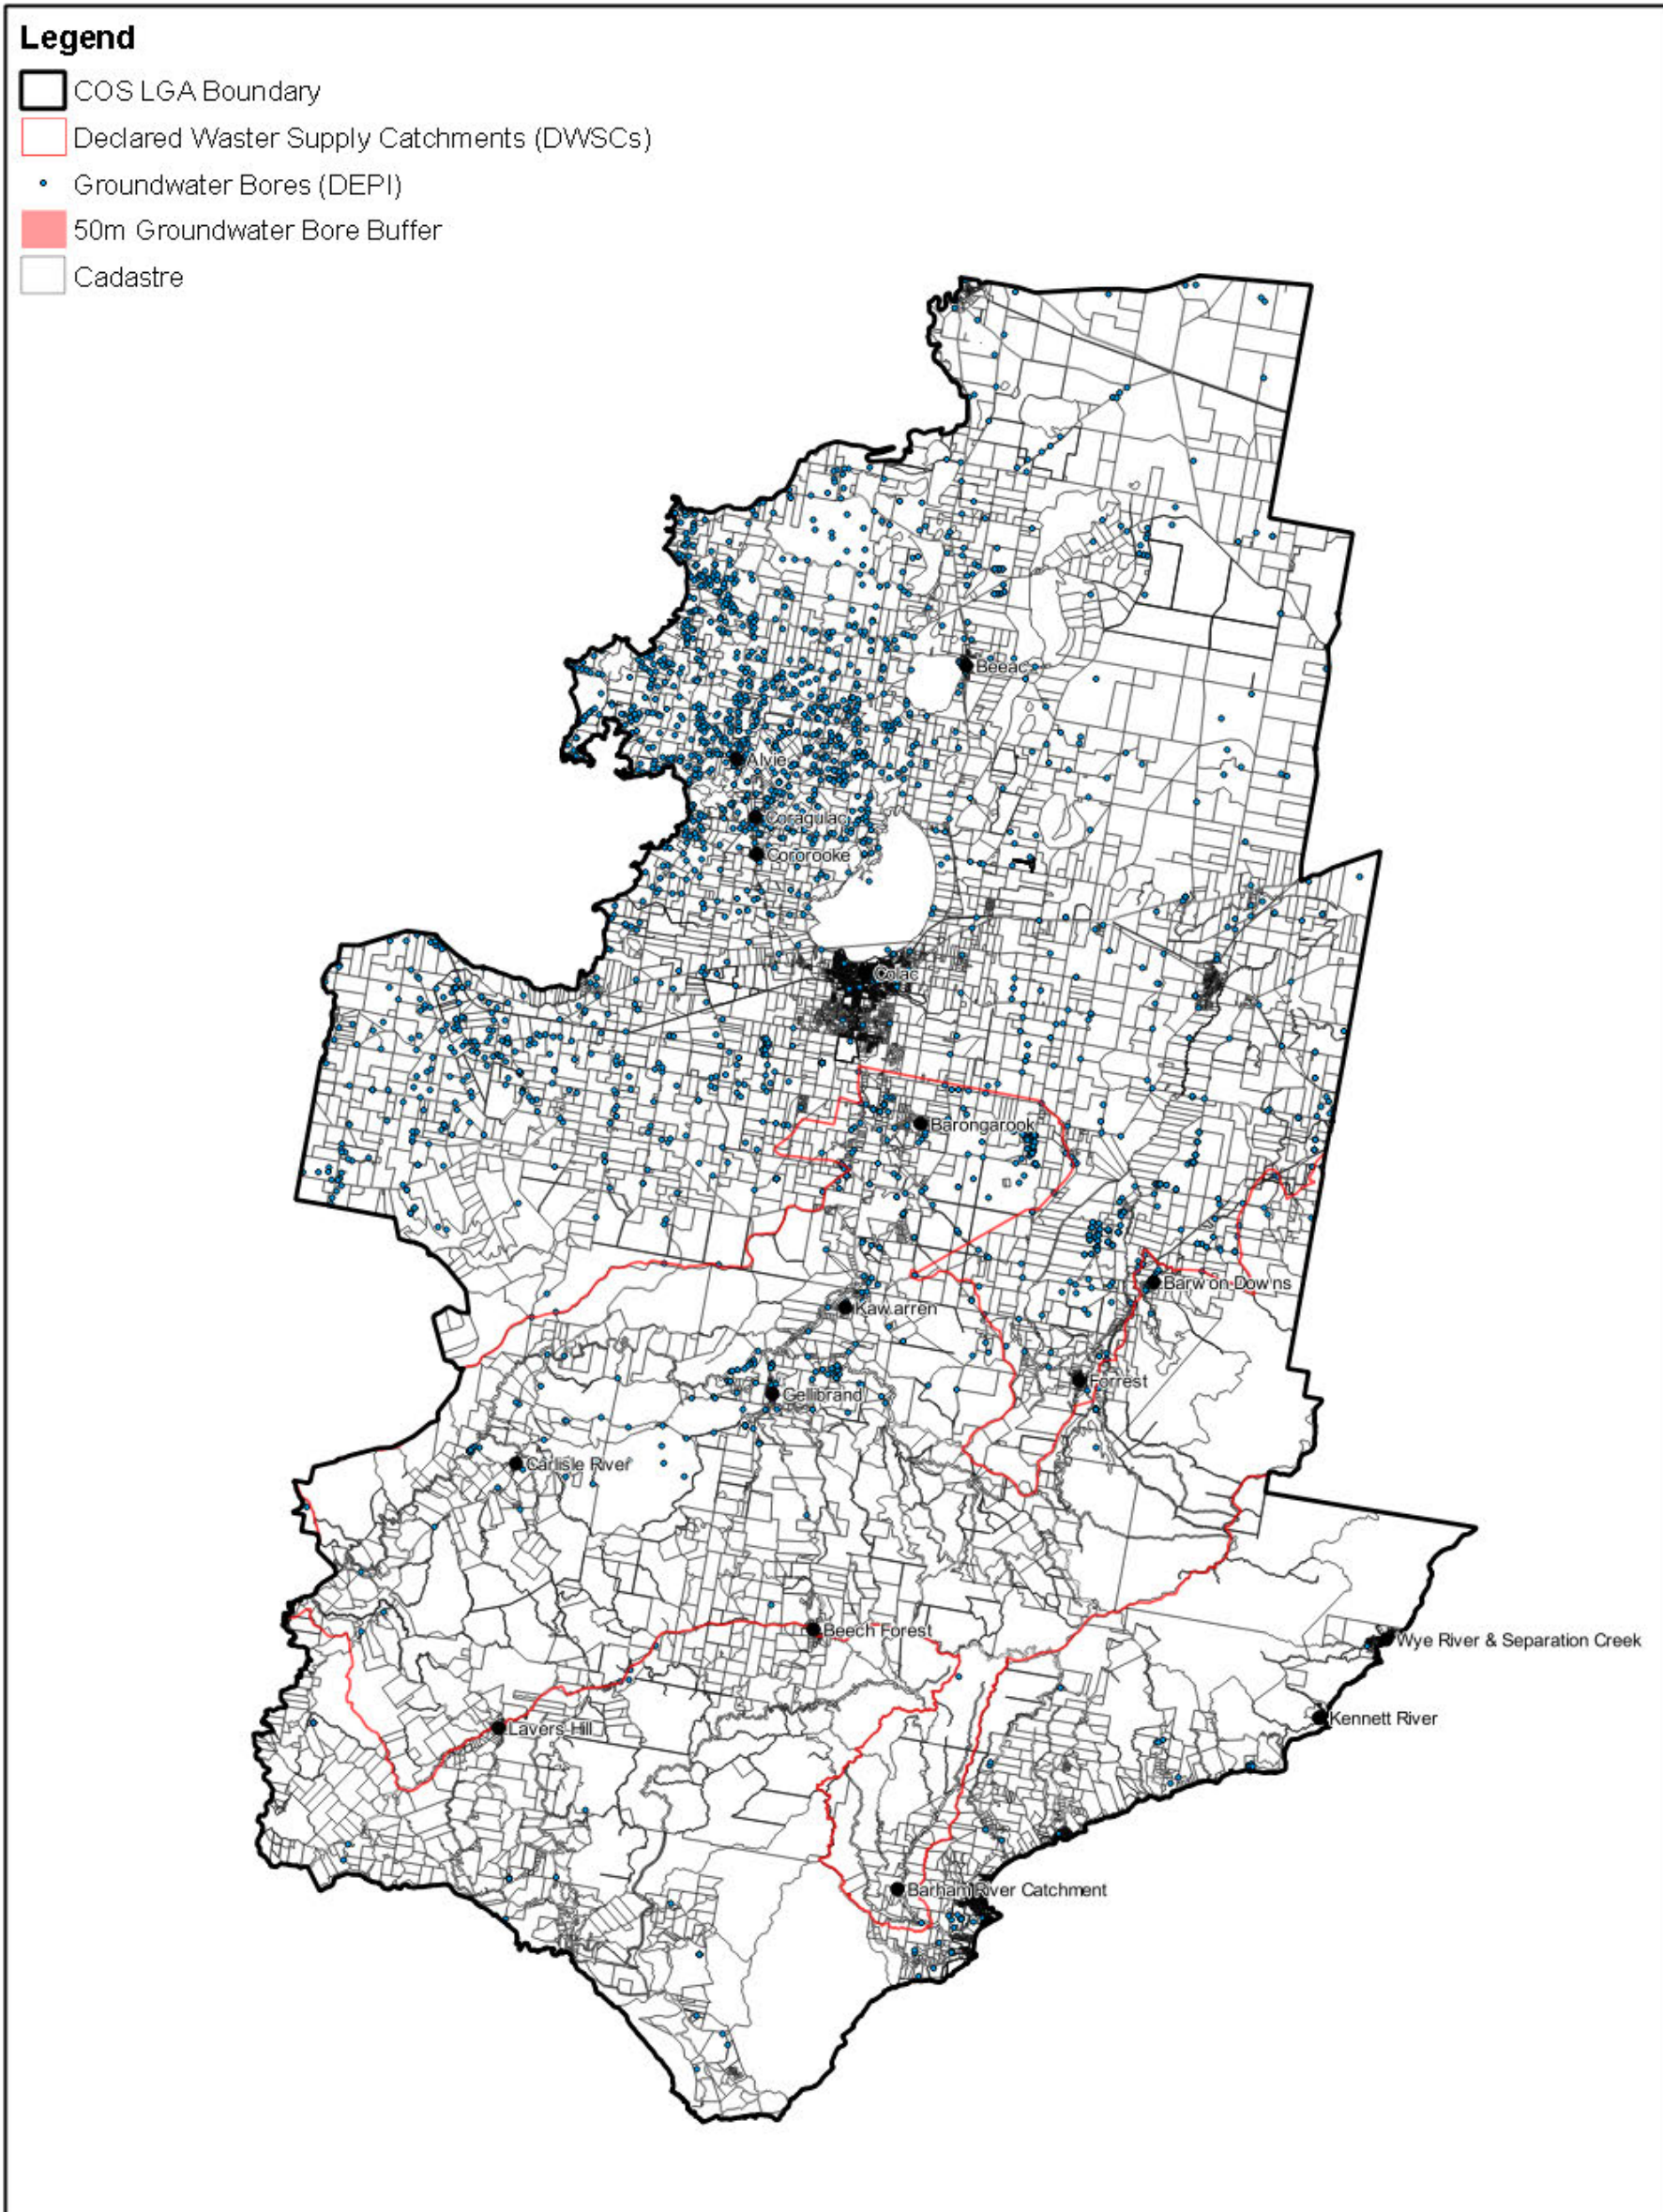 Legend
COS LGA Boundary
Declared Waster Supply Catchments (DWSCs)
Groundwater Bores (DEPI)
50m Groundwater Bore Buffer
Cadastre
Beeac
Alvie
Coragulac
Cororooke
Colac
Barongarook
Barwon Downs
Kawarren
Forrest
Gellibrand
Carlisle River
Beech Forest
Wye River & Separation Creek
Kennett River
Lavers Hill
Barham River Catchment